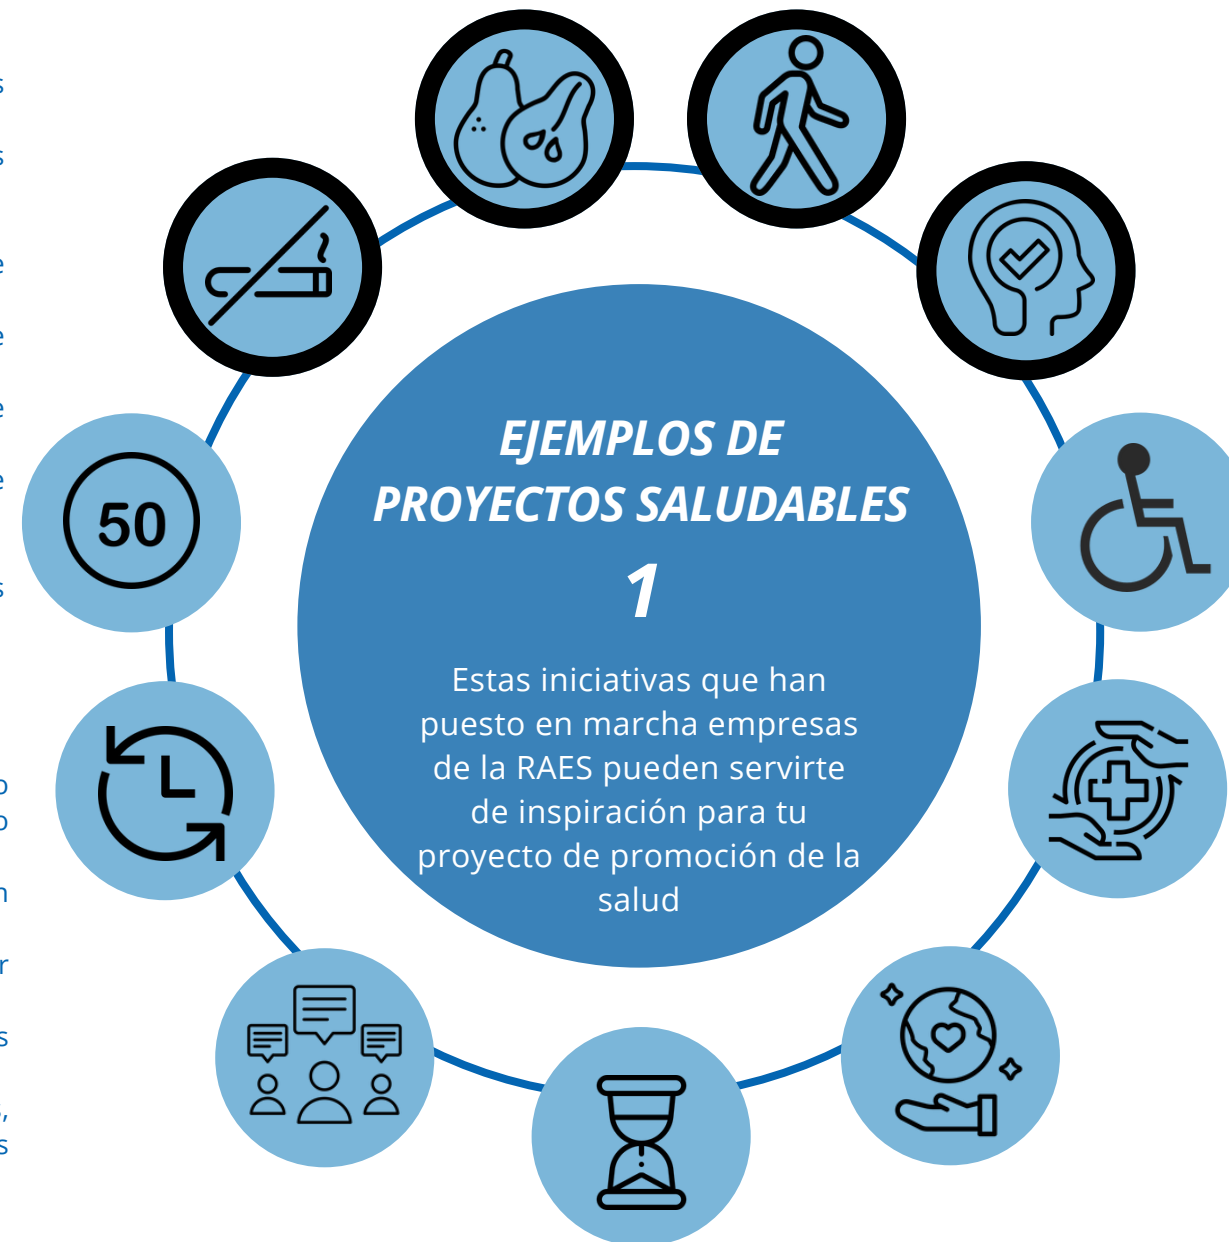 EJEMPLOS DE
PROYECTOS SALUDABLES
1
Estas iniciativas que han
puesto en marcha empresas
de la RAES pueden servirte
de inspiración para tu
proyecto de promoción de la
salud
50